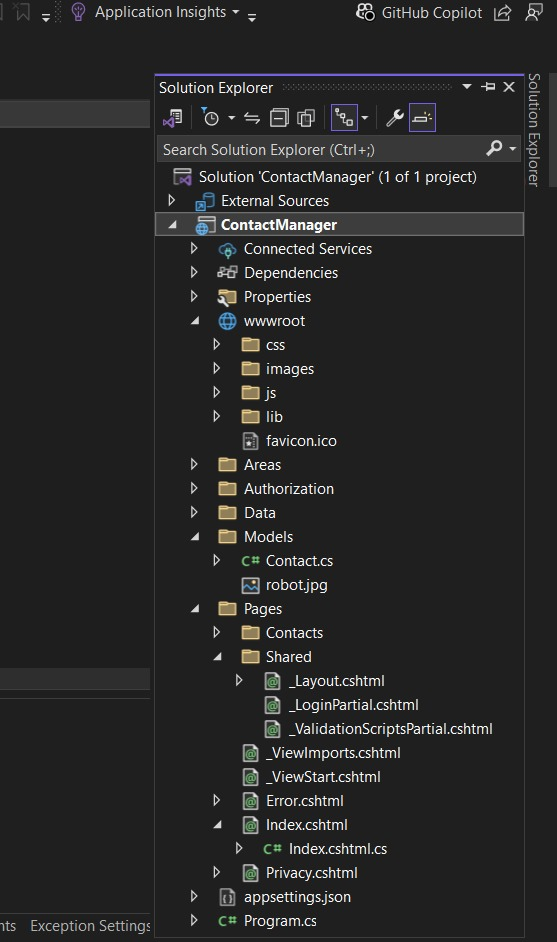 Application Insights
GitHub Copilot
Solution Explorer
Solution Explorer
Search Solution Explorer (Ctrl+;)
Solution 'ContactManager' (1 of 1 project)
External Sources
ContactManager
Connected Services
Dependencies
Properties
wwwroot
css
images
js
lib
favicon.ico
Areas
Authorization
Data
Models
C# Contact.cs
robot.jpg
Pages
Contacts
Shared
_Layout.cshtml
_LoginPartial.cshtml
_ValidationScriptsPartial.cshtml
_ViewImports.cshtml
_ViewStart.cshtml
Error.cshtml
Index.cshtml
C# Index.cshtml.cs
Privacy.cshtml
appsettings.json
C# Program.cs
nts Exception Settings